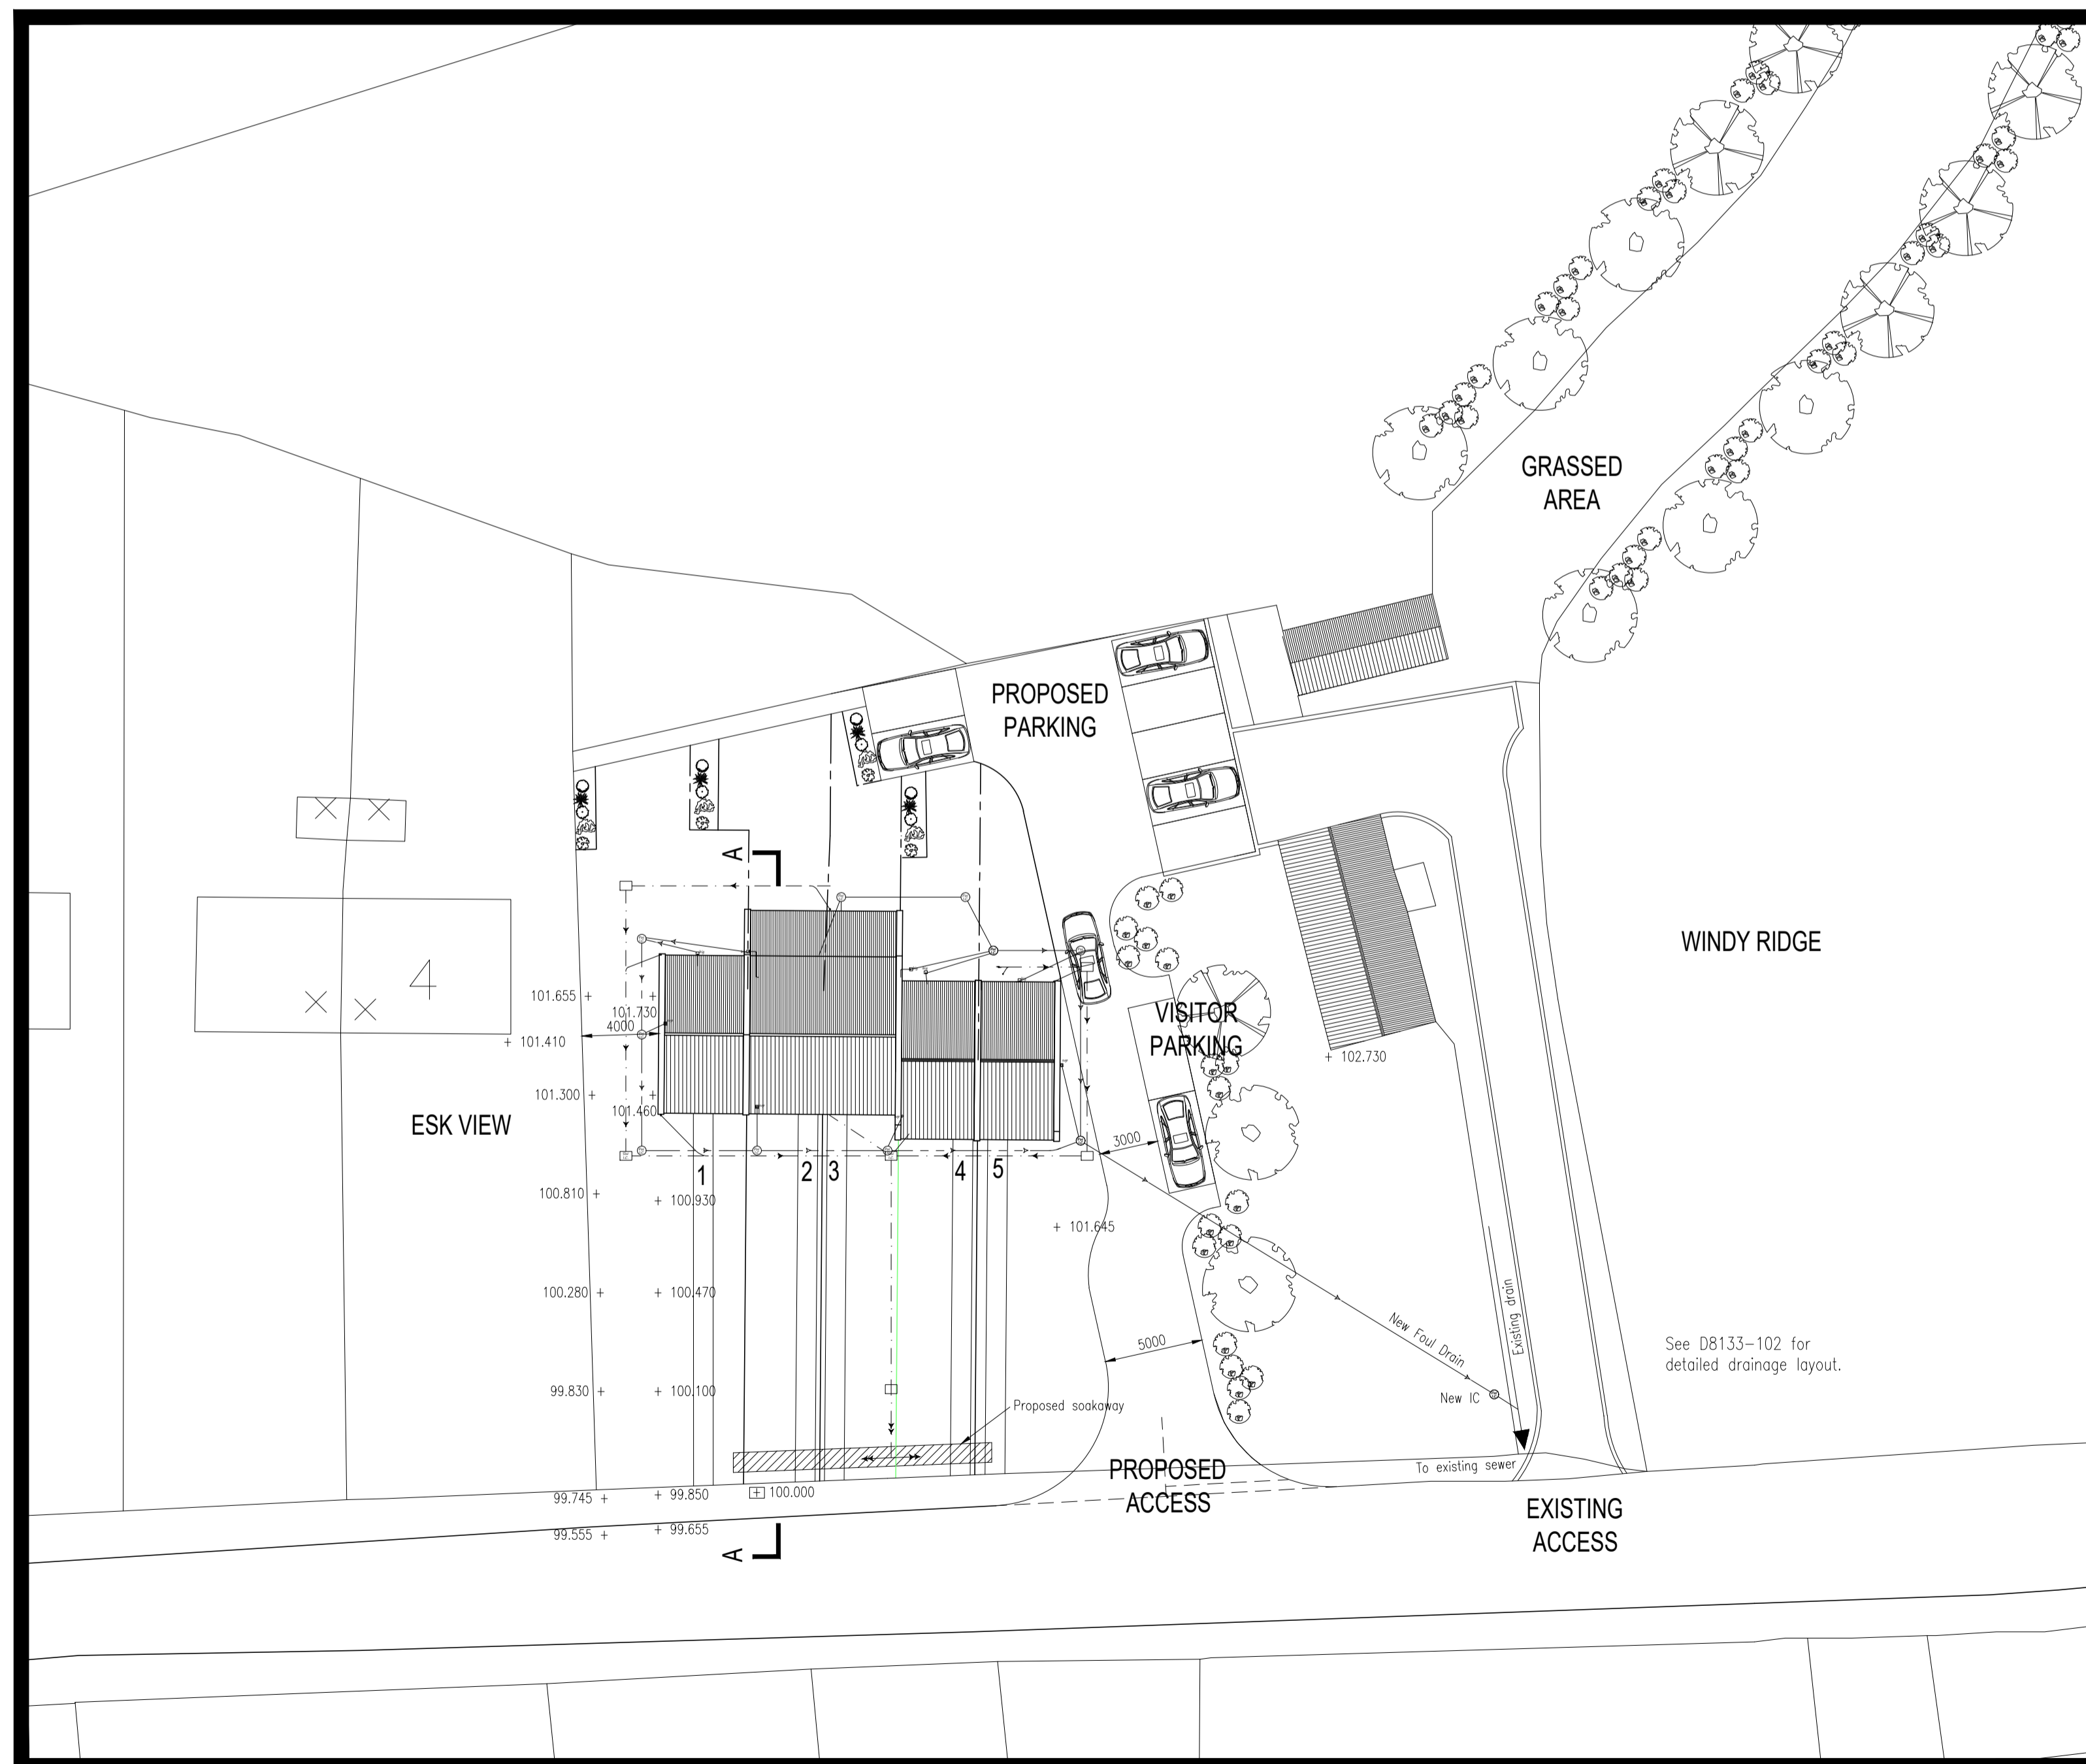 GRASSED
AREA
PROPOSED
PARKING
A
WINDY RIDGE
4
101.655
101.730
4000
101.410
VISITOR
PARKING
102.730
101.300
101.460
ESK VIEW
3000
1
2
3
4
5
100.810
100.930
101.645
100.280
100.470
Existing drain
New Foul Drain
5000
See D8133-102 for
detailed drainage layout.
99.830
100.100
New IC
Proposed soakaway
PROPOSED
ACCESS
To existing sewer
99.745
99.850
100.000
EXISTING
ACCESS
99.555
99.655
A